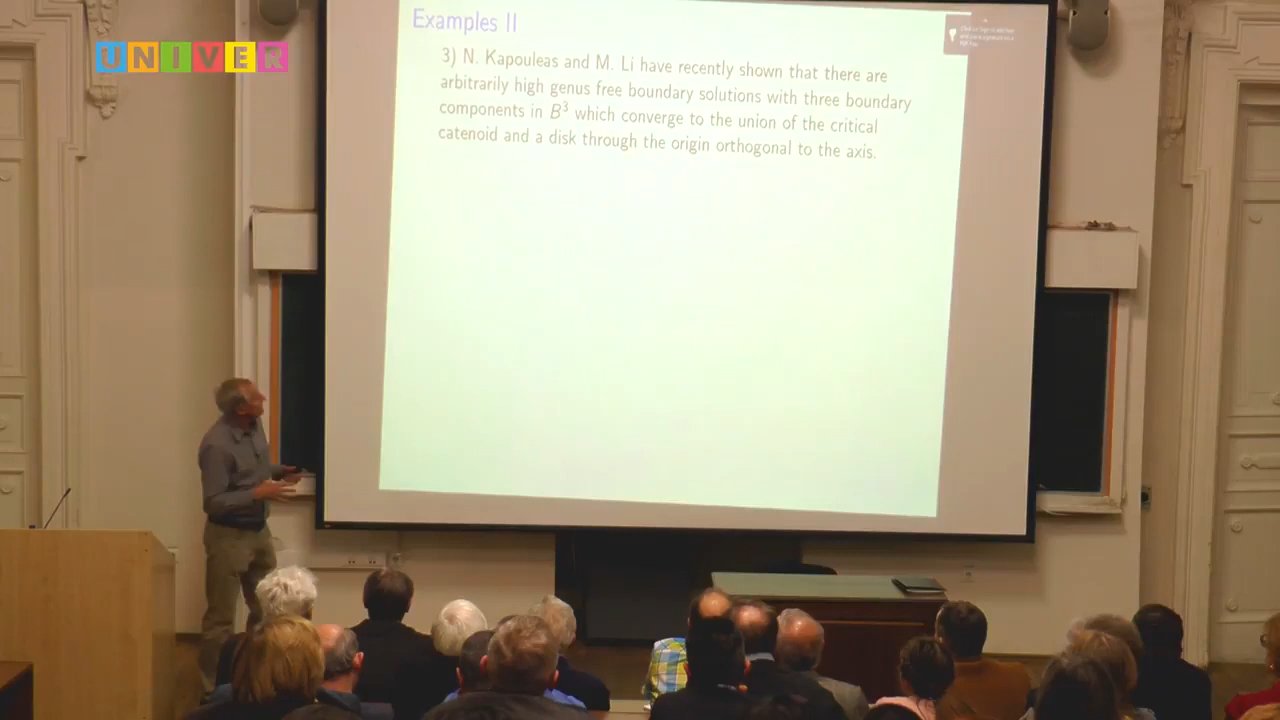 UNIVER
Examples II
3) N. Kapouleas and M. Li have recently shown that there are
arbitrarily high genus free boundary solutions with three boundary
components in B³ which converge to the union of the critical
catenoid and a disk through the origin orthogonal to the axis.